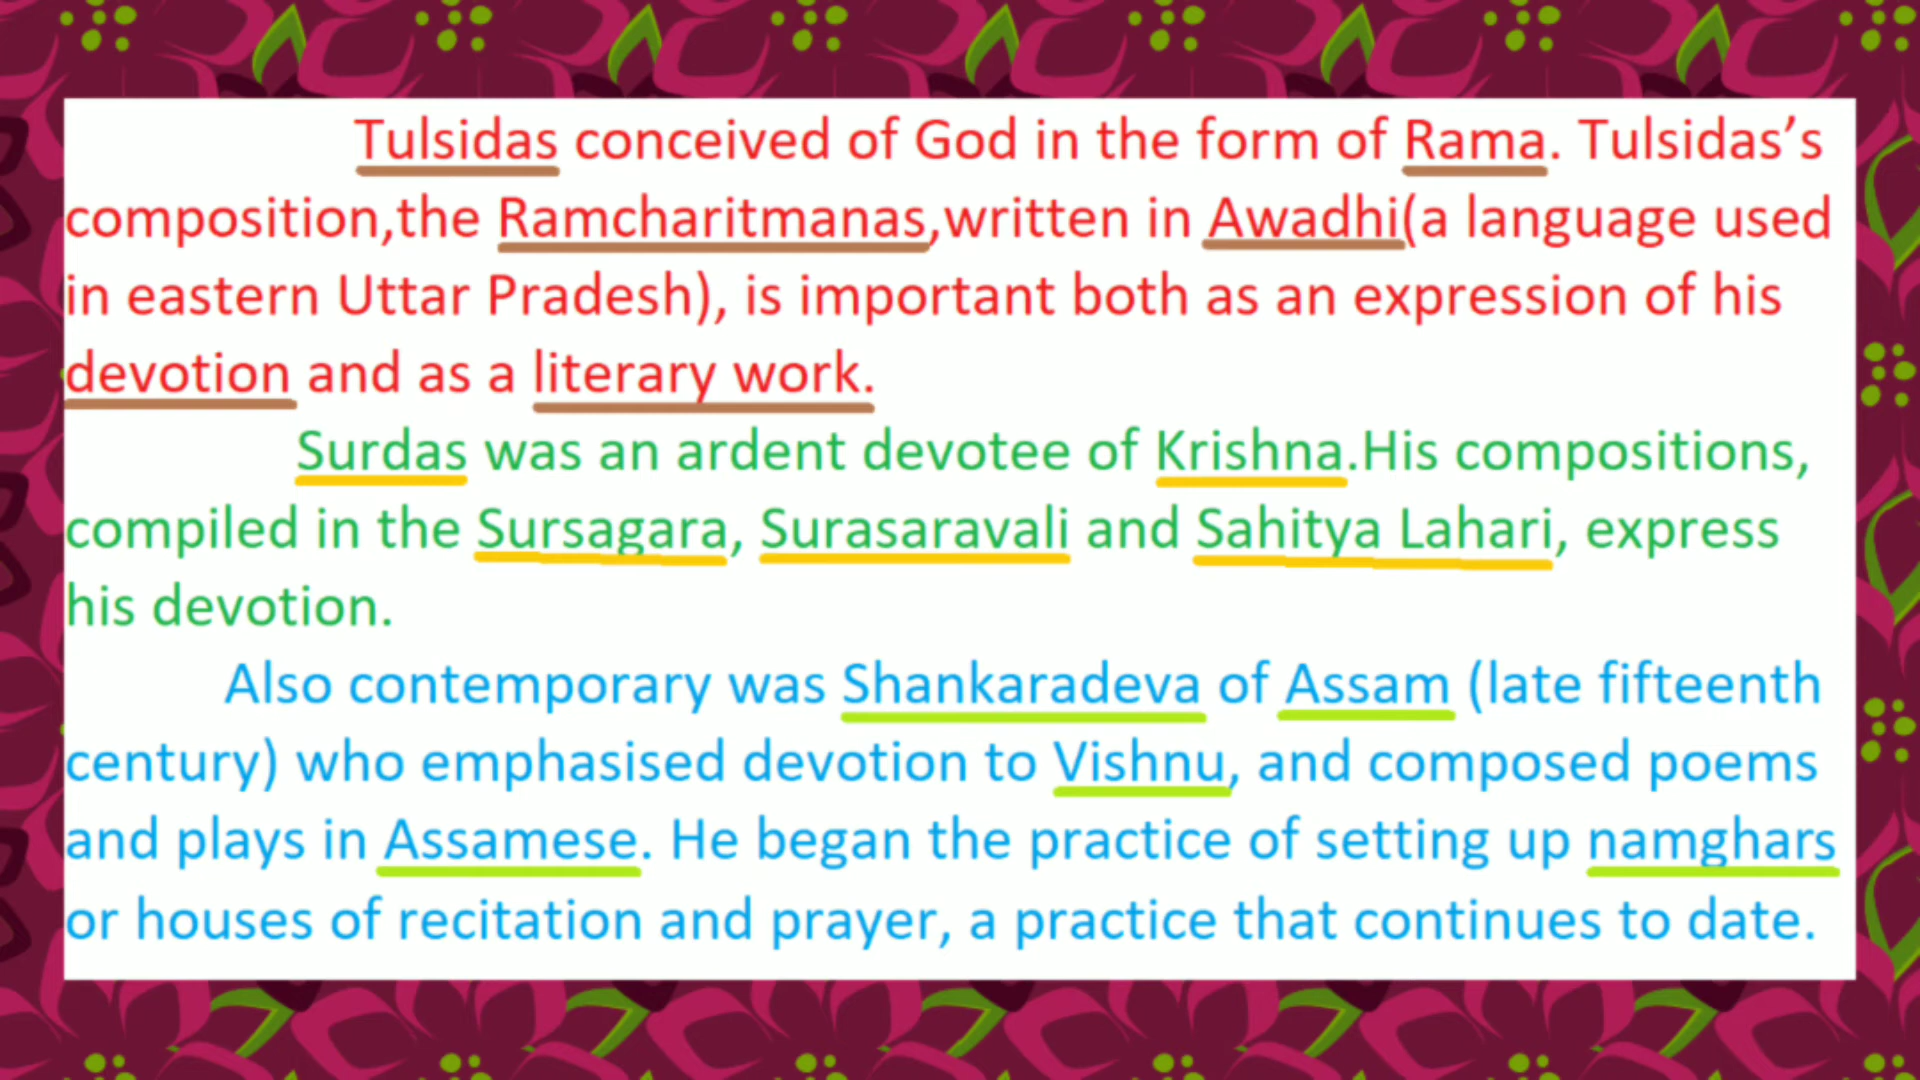 Tulsidas conceived of God in the form of Rama. Tulsidas’s
composition,the Ramcharitmanas,written in Awadhi(a language used
in eastern Uttar Pradesh), is important both as an expression of his
devotion and as a literary work.
Surdas was an ardent devotee of Krishna.His compositions,
compiled in the Sursagara, Surasaravali and Sahitya Lahari, express
his devotion.
Also contemporary was Shankaradeva of Assam (late fifteenth
century) who emphasised devotion to Vishnu, and composed poems
and plays in Assamese. He began the practice of setting up namghars
or houses of recitation and prayer, a practice that continues to date.